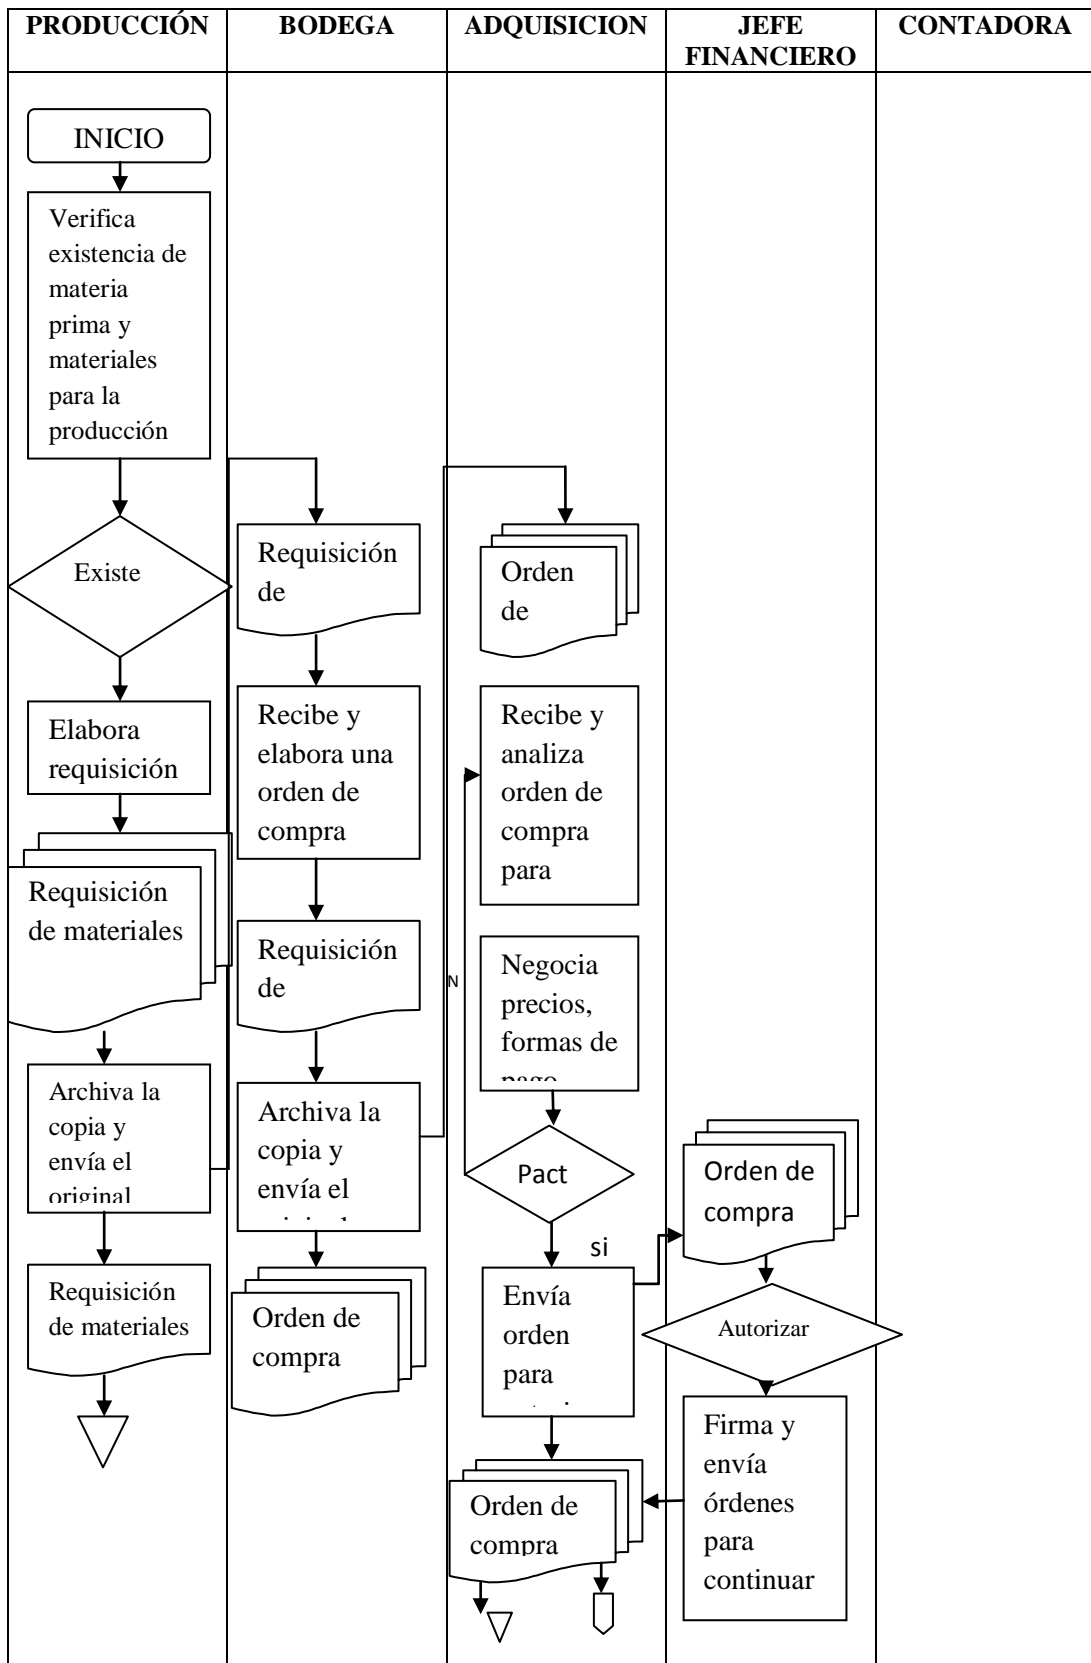 PRODUCCIÓN
BODEGA
ADQUISICION
JEFE
FINANCIERO
CONTADORA
INICIO
Verifica
existencia de
materia
prima y
materiales
para la
producción
Existe
Elabora
requisición
Requisición
de materiales
Archiva la
copia y
envía el
original
Requisición
de materiales
Requisición
de
Recibe y
elabora una
orden de
compra
Requisición
de
Archiva la
copia y
envía el
Orden de
compra
Orden
de
Recibe y
analiza
orden de
compra
para
N
Negocia
precios,
formas de
pago
Pact
si
Envía
orden
para
Orden de
compra
Orden de
compra
Autorizar
Firma y
envía
órdenes
para
continuar